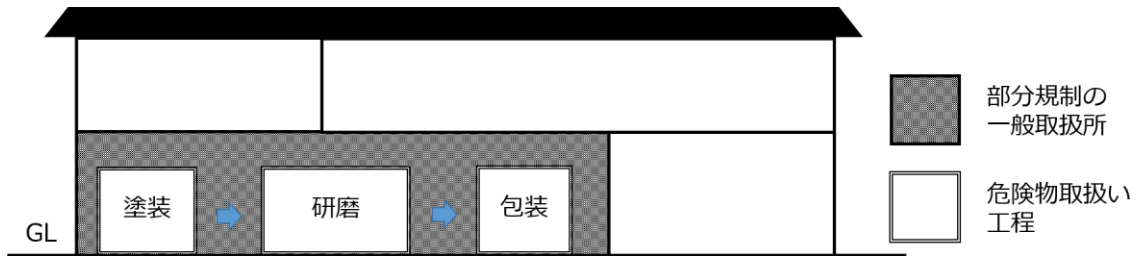 部分規制の
一般取扱所
塗装
研磨
包装
危険物取扱い
工程
GL